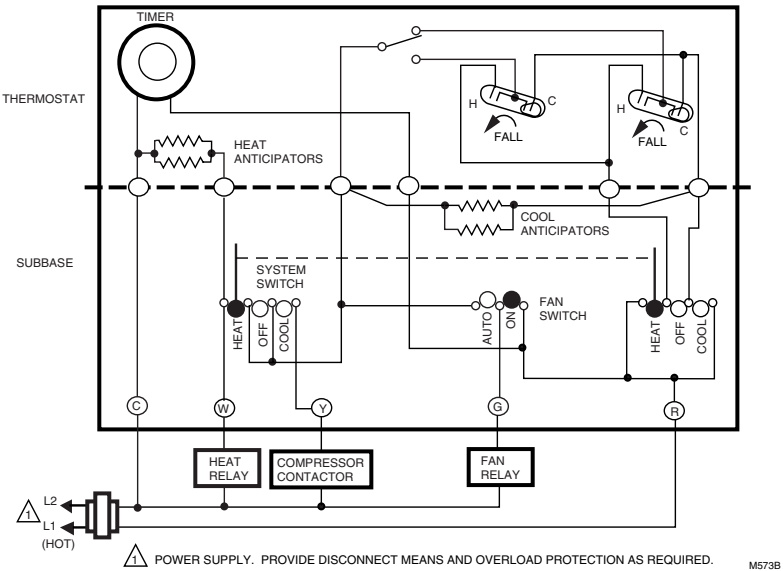 TIMER
THERMOSTAT
HEAT
ANTICIPATORS
H
C
FALL
H
C
FALL
COOL
ANTICIPATORS
SUBBASE
SYSTEM
SWITCH
HEAT
OFF
COOL
AUTO
ON
FAN
SWITCH
HEAT
OFF
COOL
C
W
Y
G
R
HEAT
RELAY
COMPRESSOR
CONTACTOR
FAN
RELAY
1
L2
L1
(HOT)
1 POWER SUPPLY. PROVIDE DISCONNECT MEANS AND OVERLOAD PROTECTION AS REQUIRED.
M573B